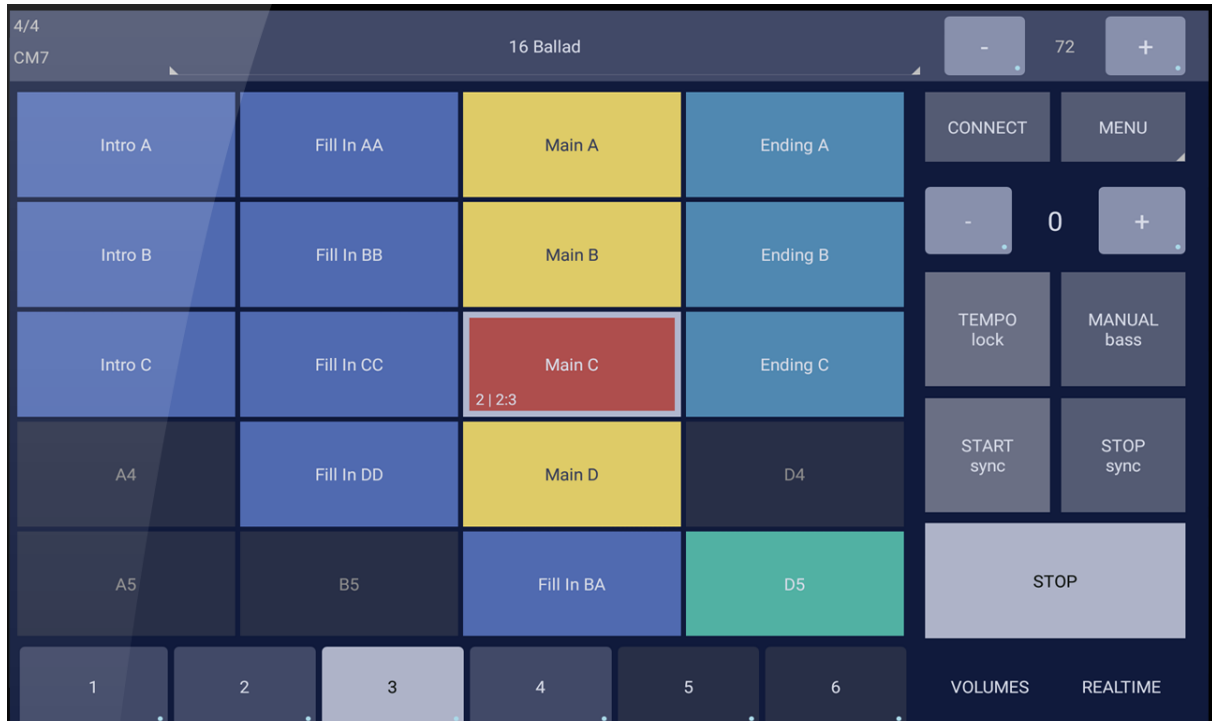 4/4
CM7
16 Ballad
-
72
+
Intro A
Fill In AA
Main A
Ending A
CONNECT
MENU
Intro B
Fill In BB
Main B
Ending B
-
0
+
Intro C
Fill In CC
Main C
2 | 2:3
Ending C
TEMPO
lock
MANUAL
bass
A4
Fill In DD
Main D
D4
START
sync
STOP
sync
A5
B5
Fill In BA
D5
STOP
1
2
3
4
5
6
VOLUMES
REALTIME